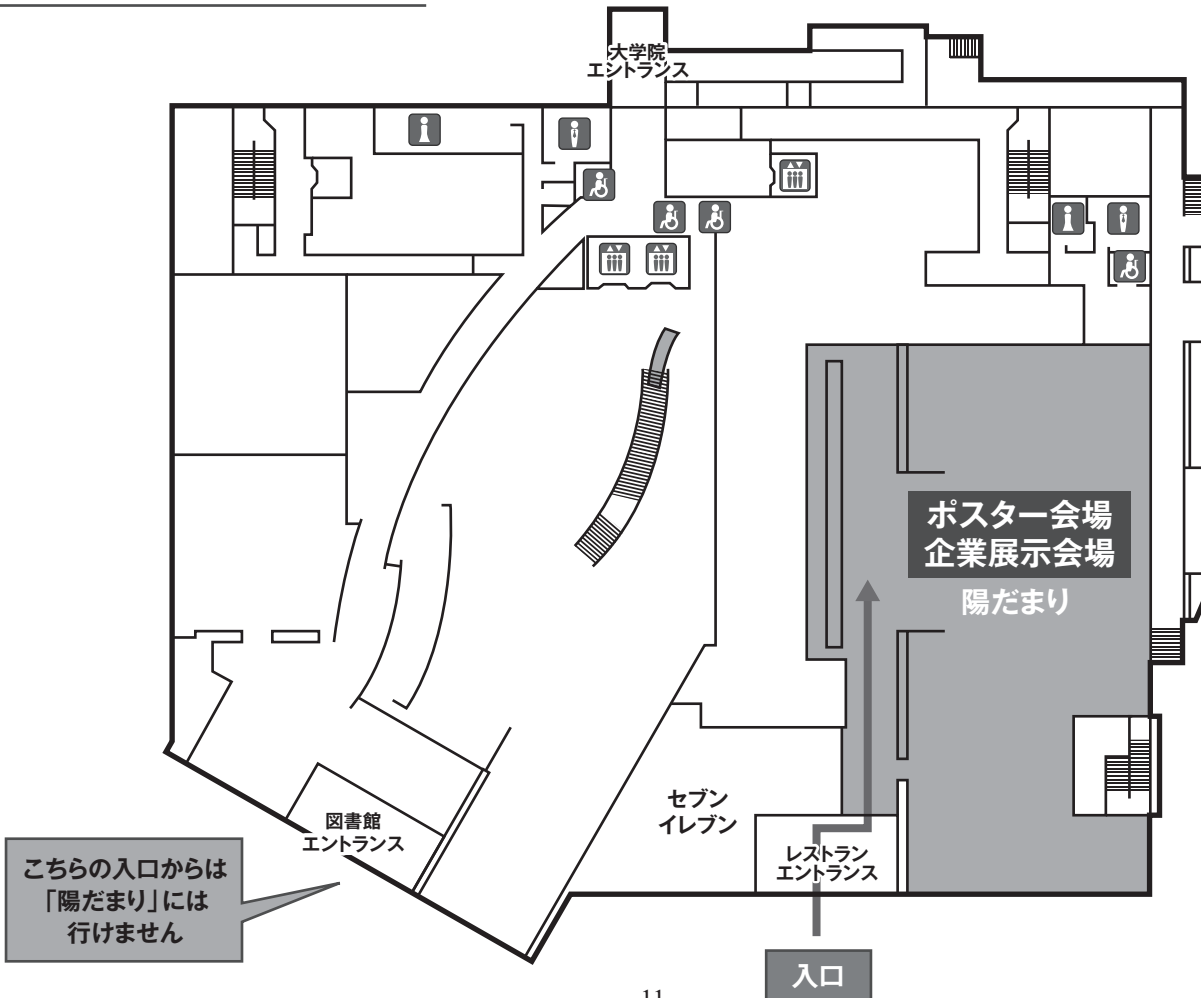 大学院
エントランス
ポスター会場
企業展示会場
陽だまり
セブン
イレブン
図書館
エントランス
レストラン
エントランス
こちらの入口からは
「陽だまり」には
行けません
入口
11